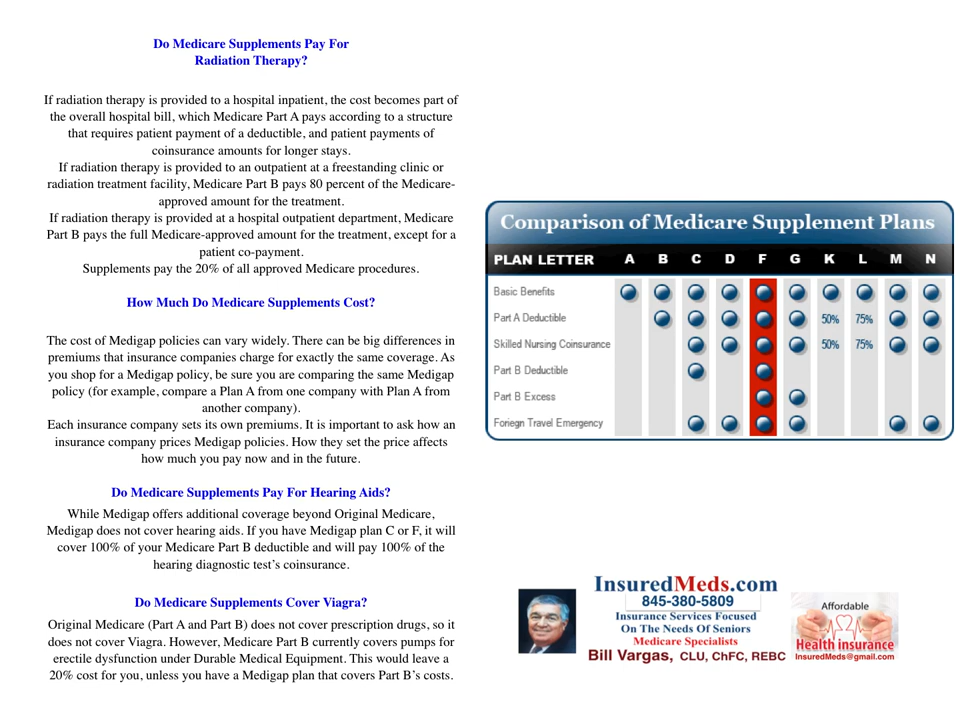 Do Medicare Supplements Pay For
Radiation Therapy?
If radiation therapy is provided to a hospital inpatient, the cost becomes part of
the overall hospital bill, which Medicare Part A pays according to a structure
that requires patient payment of a deductible, and patient payments of
coinsurance amounts for longer stays.
If radiation therapy is provided to an outpatient at a freestanding clinic or
radiation treatment facility, Medicare Part B pays 80 percent of the Medicare-
approved amount for the treatment.
If radiation therapy is provided at a hospital outpatient department, Medicare
Part B pays the full Medicare-approved amount for the treatment, except for a
patient co-payment.
Supplements pay the 20% of all approved Medicare procedures.
How Much Do Medicare Supplements Cost?
The cost of Medigap policies can vary widely. There can be big differences in
premiums that insurance companies charge for exactly the same coverage. As
you shop for a Medigap policy, be sure you are comparing the same Medigap
policy (for example, compare a Plan A from one company with Plan A from
another company).
Each insurance company sets its own premiums. It is important to ask how an
insurance company prices Medigap policies. How they set the price affects
how much you pay now and in the future.
Do Medicare Supplements Pay For Hearing Aids?
While Medigap offers additional coverage beyond Original Medicare,
Medigap does not cover hearing aids. If you have Medigap plan C or F, it will
cover 100% of your Medicare Part B deductible and will pay 100% of the
hearing diagnostic test’s coinsurance.
Do Medicare Supplements Cover Viagra?
Original Medicare (Part A and Part B) does not cover prescription drugs, so it
does not cover Viagra. However, Medicare Part B currently covers pumps for
erectile dysfunction under Durable Medical Equipment. This would leave a
20% cost for you, unless you have a Medigap plan that covers Part B’s costs.
Comparison of Medicare Supplement Plans
PLAN LETTER A B C D F G K L M N
Basic Benefits
Part A Deductible 50% 75%
Skilled Nursing Coinsurance 50% 75%
Part B Deductible
Part B Excess
Foriegn Travel Emergency
InsuredMeds.com
845-380-5809
Insurance Services Focused
On The Needs Of Seniors
Medicare Specialists
Bill Vargas, CLU, ChFC, REBC
Affordable
Health insurance
InsuredMeds@gmail.com